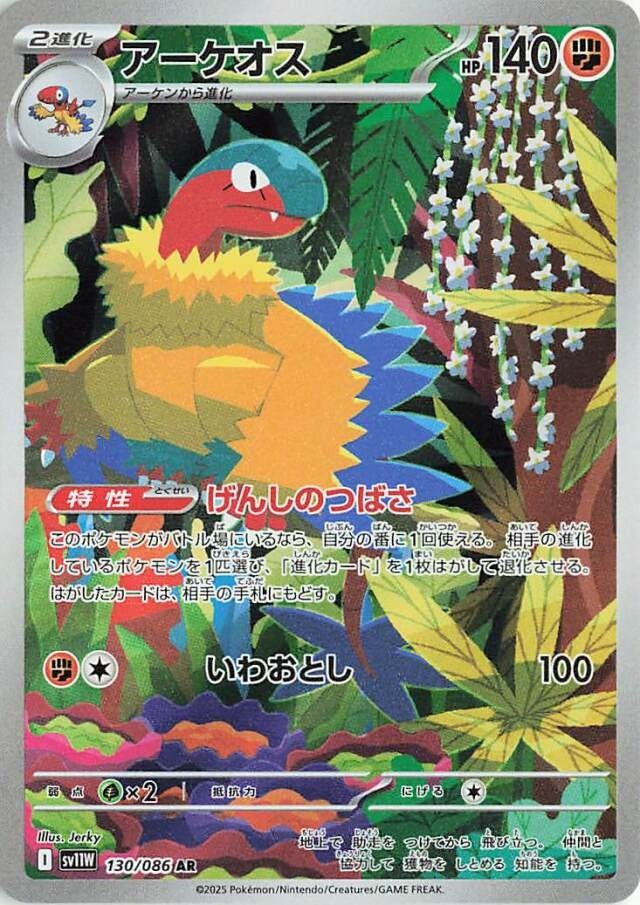 2進化
アーケオス
HP 140
アーケンから進化
特性 とくせい げんしのつばさ
このポケモンがバトル場にいるなら、自分の番に1回使える。相手の進化
しているポケモンを1匹選び、「進化カード」を1枚はがして退化させる。
はがしたカードは、相手の手札にもどす。
いわおとし 100
弱点 ×2 抵抗力 にげる
Illus. Jerky
地上で 助走を つけてから 飛び立つ。 仲間と
協力して 獲物を しとめる 知能を 持つ。
I sv11W 130/086 AR
©2025 Pokémon/Nintendo/Creatures/GAME FREAK.